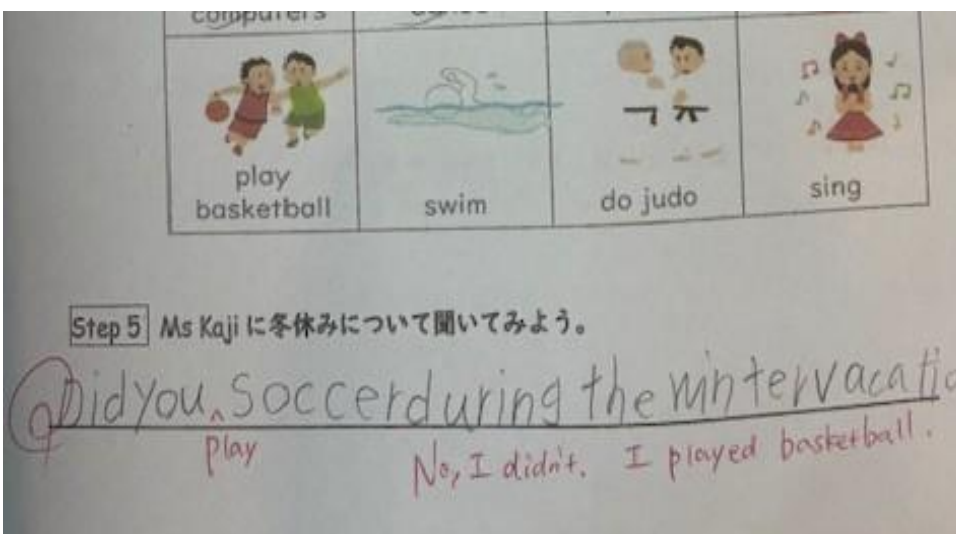 computers
play basketball
swim
do judo
sing
Step 5 Ms Kaji に冬休みについて聞いてみよう。
Did you soccer during the winter vacatio
play
No, I didn't. I played basketball.